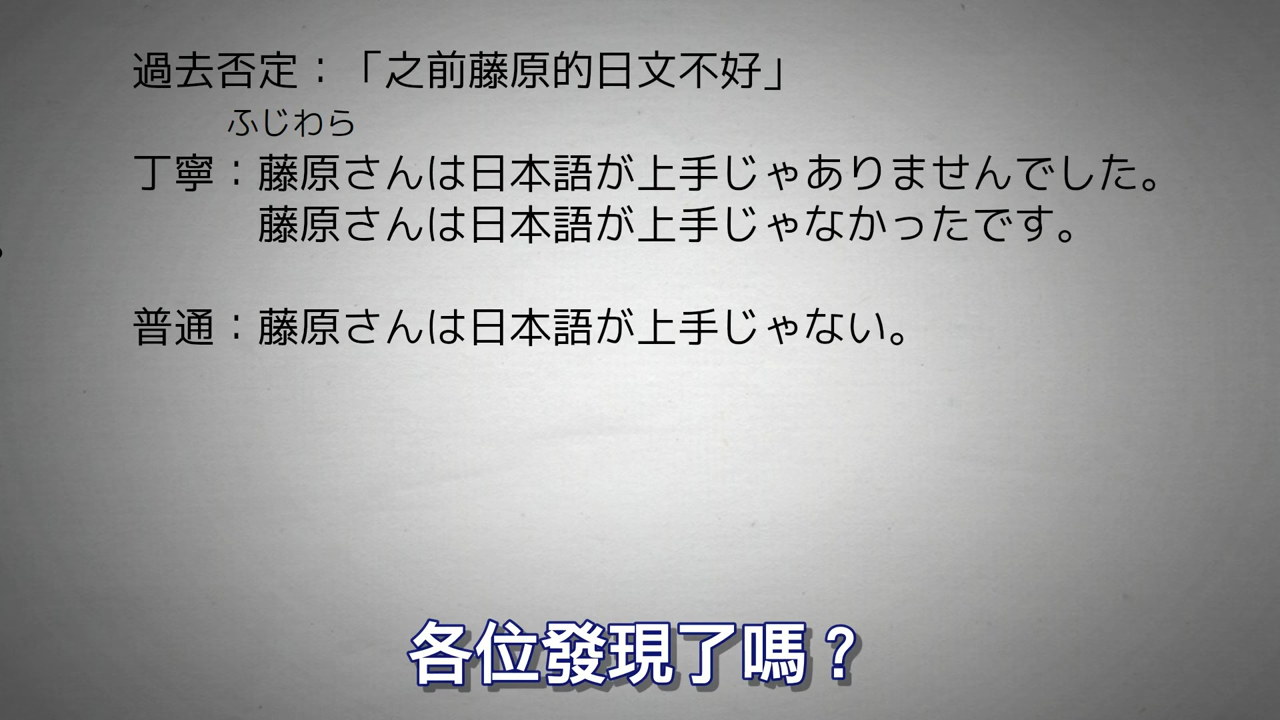 過去否定：「之前藤原的日文不好」
ふじわら
丁寧：藤原さんは日本語が上手じゃありませんでした。
藤原さんは日本語が上手じゃなかったです。
普通：藤原さんは日本語が上手じゃない。
各位發現了嗎？